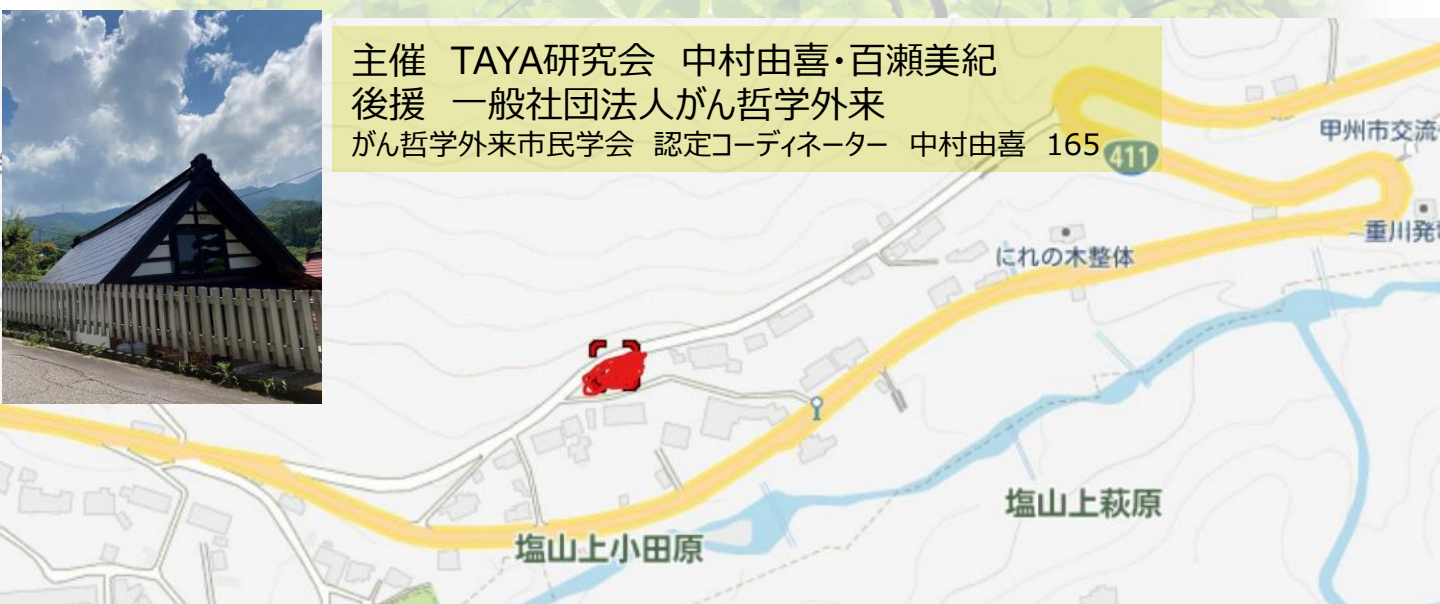 主催　TAYA研究会　中村由喜・百瀬美紀
後援　一般社団法人がん哲学外来
がん哲学外来市民学会　認定コーディネーター　中村由喜　165
411
甲州市交流
にれの木整体
重川発
塩山上萩原
塩山上小田原